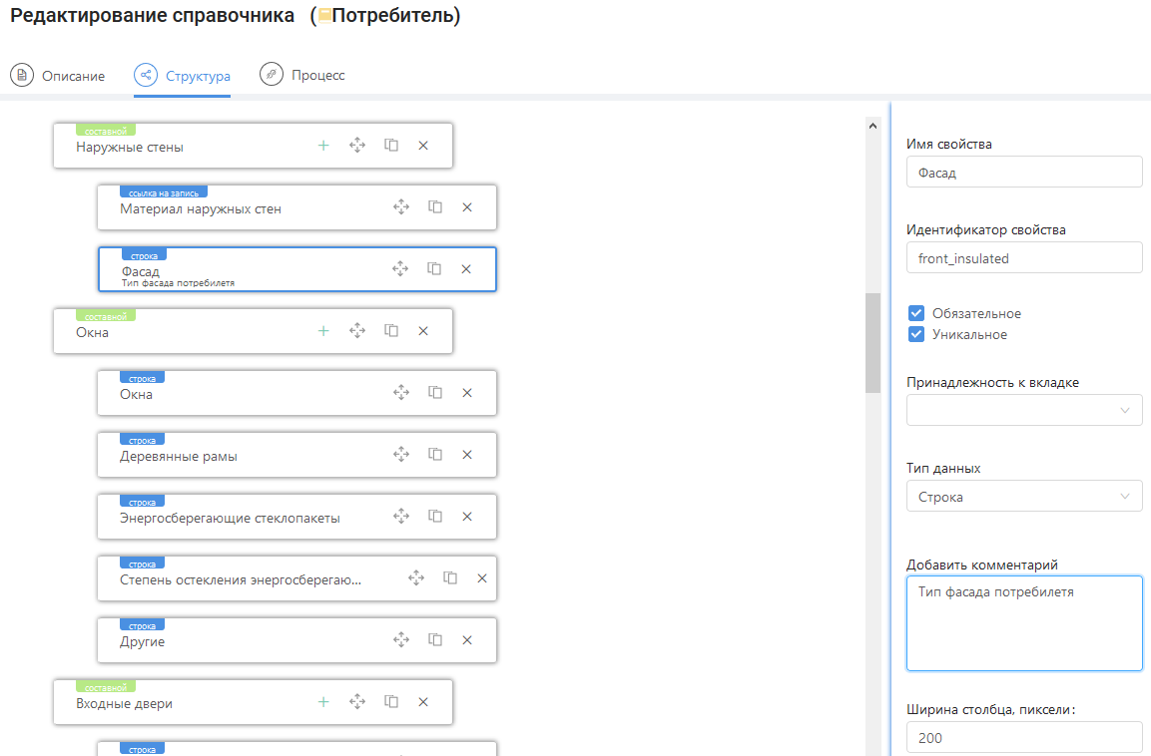 Редактирование справочника (Потребитель)
Описание
Структура
Процесс
составной
Наружные стены
ссылка на запись
Материал наружных стен
строка
Фасад
Тип фасада потребилетя
составной
Окна
строка
Окна
строка
Деревянные рамы
строка
Энергосберегающие стеклопакеты
строка
Степень остекления энергосберегаю...
строка
Другие
составной
Входные двери
строка
Имя свойства
Фасад
Идентификатор свойства
front_insulated
Обязательное
Уникальное
Принадлежность к вкладке
Тип данных
Строка
Добавить комментарий
Тип фасада потребилетя
Ширина столбца, пиксели:
200